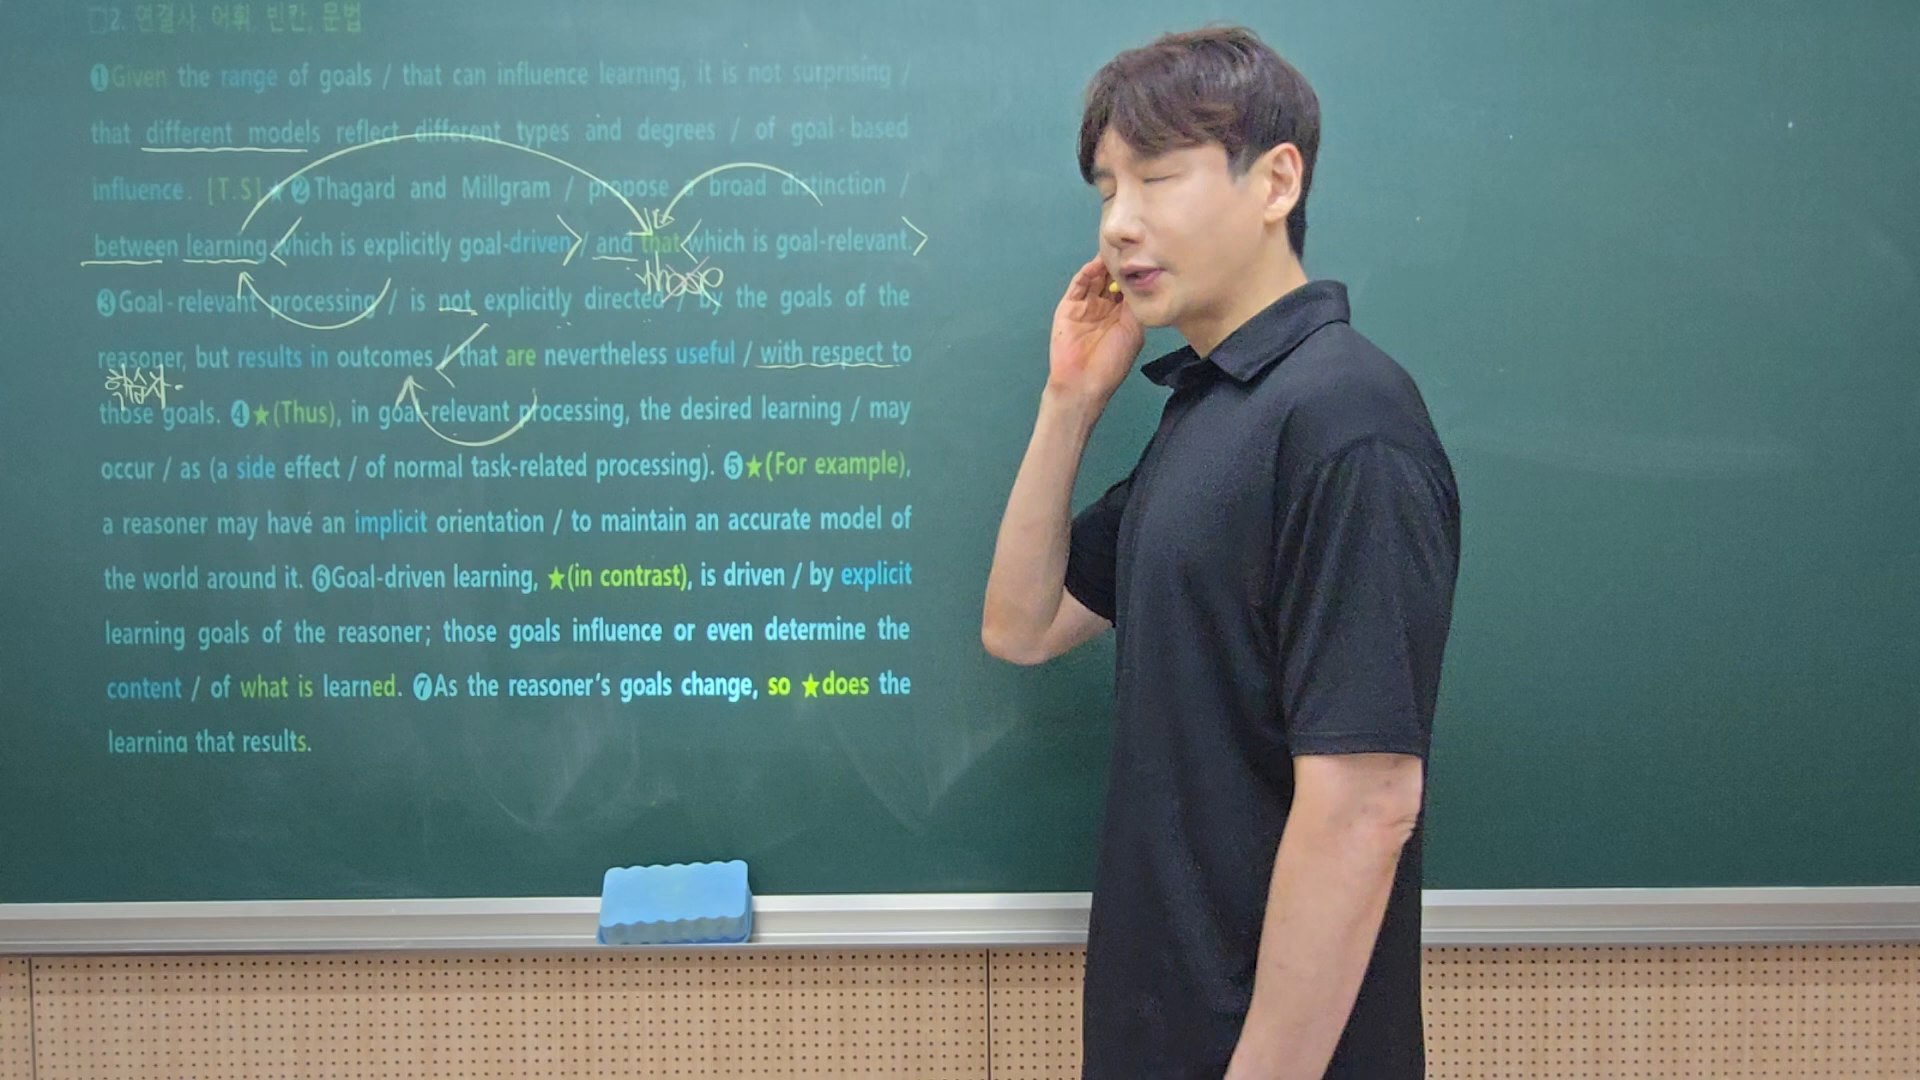 □2. 연결사, 어휘, 빈칸, 문법
❶Given the range of goals / that can influence learning, it is not surprising /
that different models reflect different types and degrees / of goal-based
influence. [T.S]★ ❷Thagard and Millgram / propose a broad distinction /
between learning <which is explicitly goal-driven> / and that <which is goal-relevant.>
those
❸Goal-relevant processing / is not explicitly directed / by the goals of the
reasoner, but results in outcomes / <that are nevertheless useful / with respect to
학습자.
those goals. ❹★(Thus), in goal-relevant processing, the desired learning / may
occur / as (a side effect / of normal task-related processing). ❺★(For example),
a reasoner may have an implicit orientation / to maintain an accurate model of
the world around it. ❻Goal-driven learning, ★(in contrast), is driven / by explicit
learning goals of the reasoner; those goals influence or even determine the
content / of what is learned. ❼As the reasoner's goals change, so ★does the
learning that results.